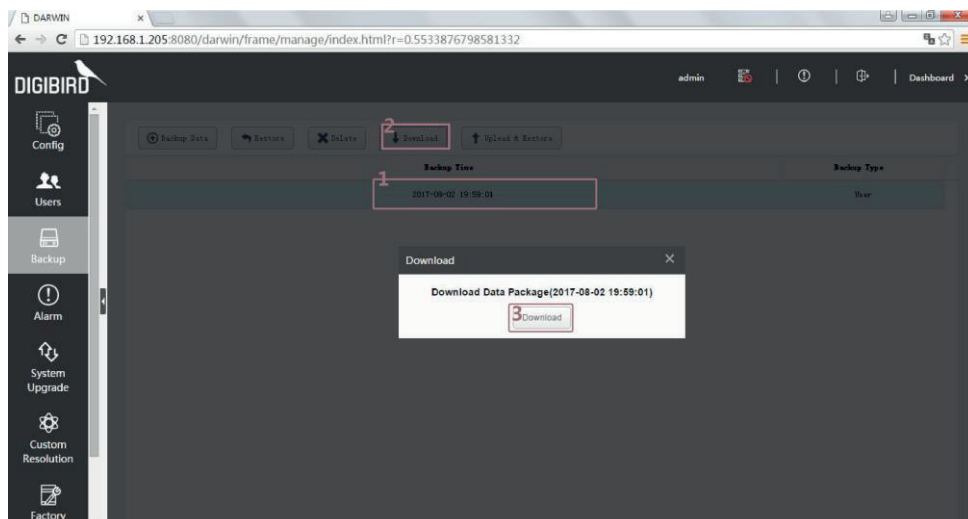 DARWIN
192.168.1.205:8080/darwin/frame/manage/index.html?r=0.5533876798581332
DIGIBIRD
admin
Dashboard
Config
Users
Backup
Alarm
System
Upgrade
Custom
Resolution
Factory
Backup Data Restore Delete 2 Download Upload & Restore
Backup Time Backup Type
1
2017-08-02 19:59:01 User
Download
Download Data Package(2017-08-02 19:59:01)
3 Download